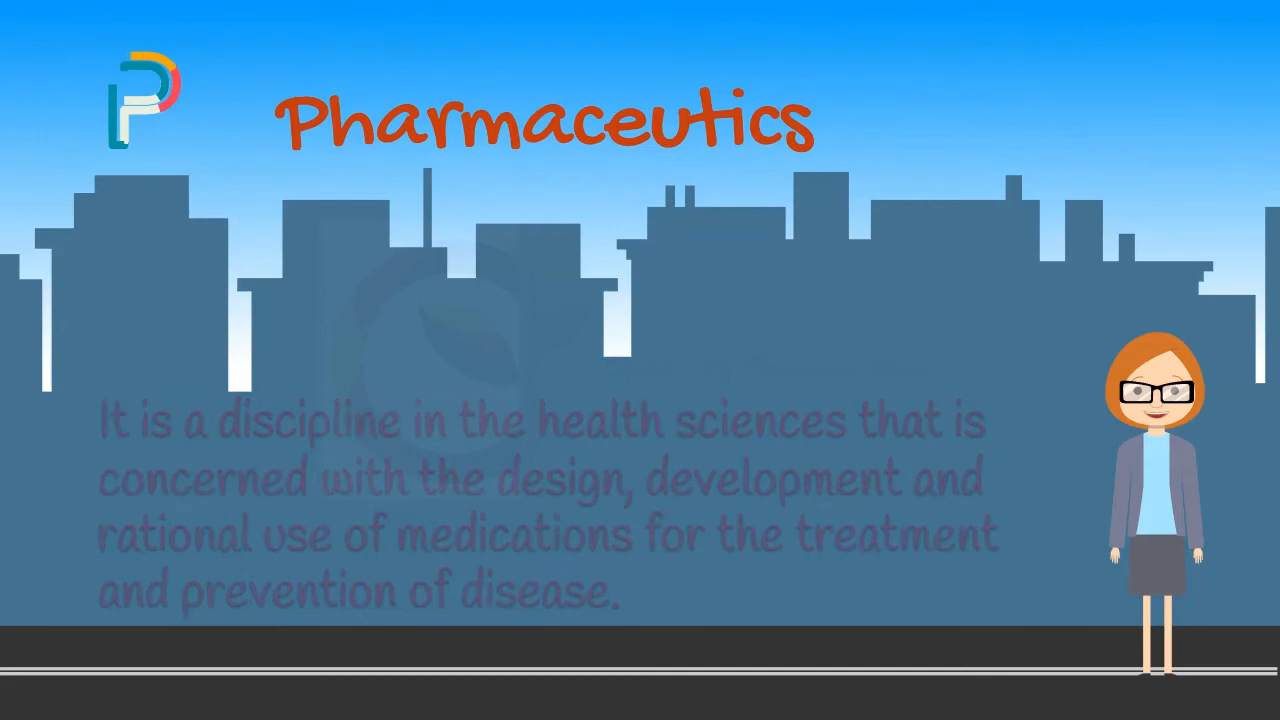 Pharmaceutics
It is a discipline in the health sciences that is
concerned with the design, development and
rational use of medications for the treatment
and prevention of disease.